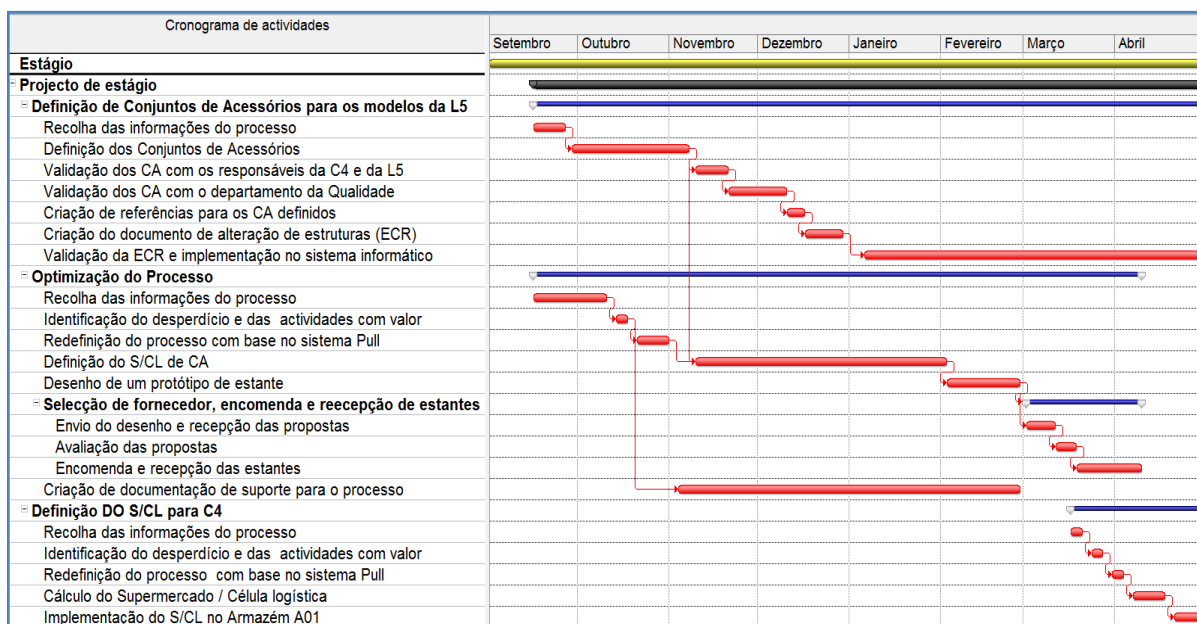 Cronograma de actividades
Setembro Outubro Novembro Dezembro Janeiro Fevereiro Março Abril
Estágio
Projecto de estágio
Definição de Conjuntos de Acessórios para os modelos da L5
Recolha das informações do processo
Definição dos Conjuntos de Acessórios
Validação dos CA com os responsáveis da C4 e da L5
Validação dos CA com o departamento da Qualidade
Criação de referências para os CA definidos
Criação do documento de alteração de estruturas (ECR)
Validação da ECR e implementação no sistema informático
Optimização do Processo
Recolha das informações do processo
Identificação do desperdício e das actividades com valor
Redefinição do processo com base no sistema Pull
Definição do S/CL de CA
Desenho de um protótipo de estante
Selecção de fornecedor, encomenda e reecepção de estantes
Envio do desenho e recepção das propostas
Avaliação das propostas
Encomenda e recepção das estantes
Criação de documentação de suporte para o processo
Definição DO S/CL para C4
Recolha das informações do processo
Identificação do desperdício e das actividades com valor
Redefinição do processo com base no sistema Pull
Cálculo do Supermercado / Célula logística
Implementação do S/CL no Armazém A01